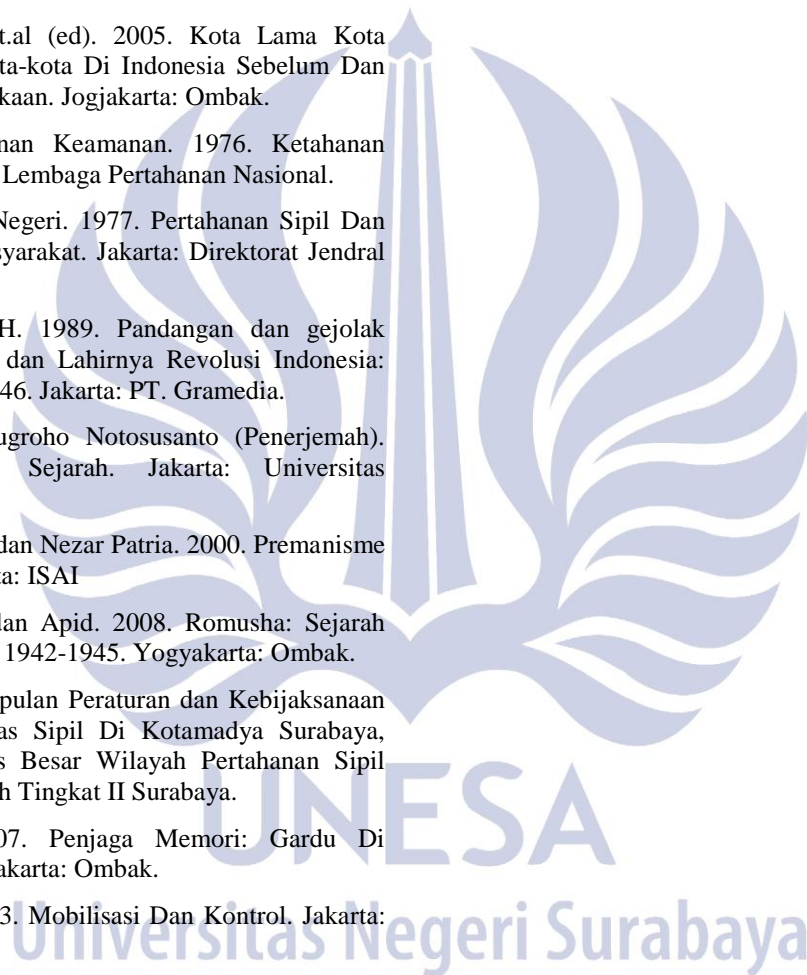 t.al (ed). 2005. Kota Lama Kota
ta-kota Di Indonesia Sebelum Dan
kaan. Jogjakarta: Ombak.
nan Keamanan. 1976. Ketahanan
Lembaga Pertahanan Nasional.
Negeri. 1977. Pertahanan Sipil Dan
syarakat. Jakarta: Direktorat Jendral
H. 1989. Pandangan dan gejolak
dan Lahirnya Revolusi Indonesia:
46. Jakarta: PT. Gramedia.
ugroho Notosusanto (Penerjemah).
Sejarah. Jakarta: Universitas
dan Nezar Patria. 2000. Premanisme
ta: ISAI
dan Apid. 2008. Romusha: Sejarah
1942-1945. Yogyakarta: Ombak.
pulan Peraturan dan Kebijaksanaan
as Sipil Di Kotamadya Surabaya,
s Besar Wilayah Pertahanan Sipil
h Tingkat II Surabaya.
07. Penjaga Memori: Gardu Di
akarta: Ombak.
3. Mobilisasi Dan Kontrol. Jakarta:
UNESA
Universitas Negeri Surabaya